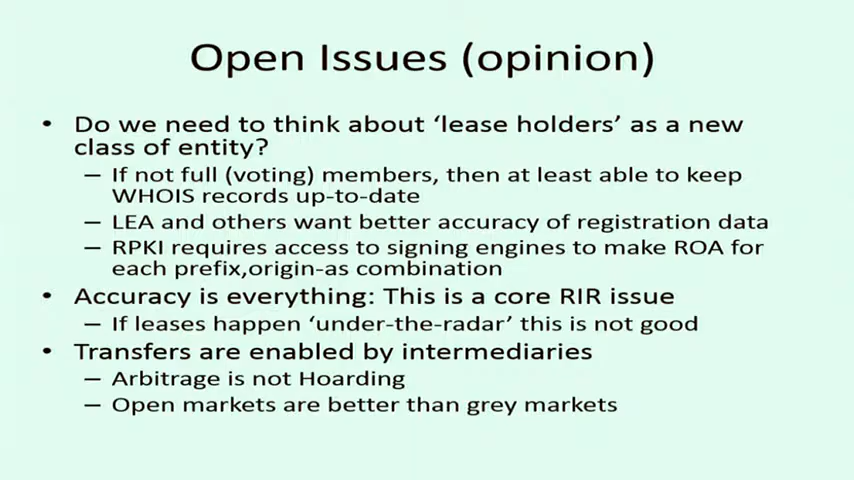 Open Issues (opinion)
• Do we need to think about ‘lease holders’ as a new
class of entity?
– If not full (voting) members, then at least able to keep
WHOIS records up-to-date
– LEA and others want better accuracy of registration data
– RPKI requires access to signing engines to make ROA for
each prefix,origin-as combination
• Accuracy is everything: This is a core RIR issue
– If leases happen ‘under-the-radar’ this is not good
• Transfers are enabled by intermediaries
– Arbitrage is not Hoarding
– Open markets are better than grey markets